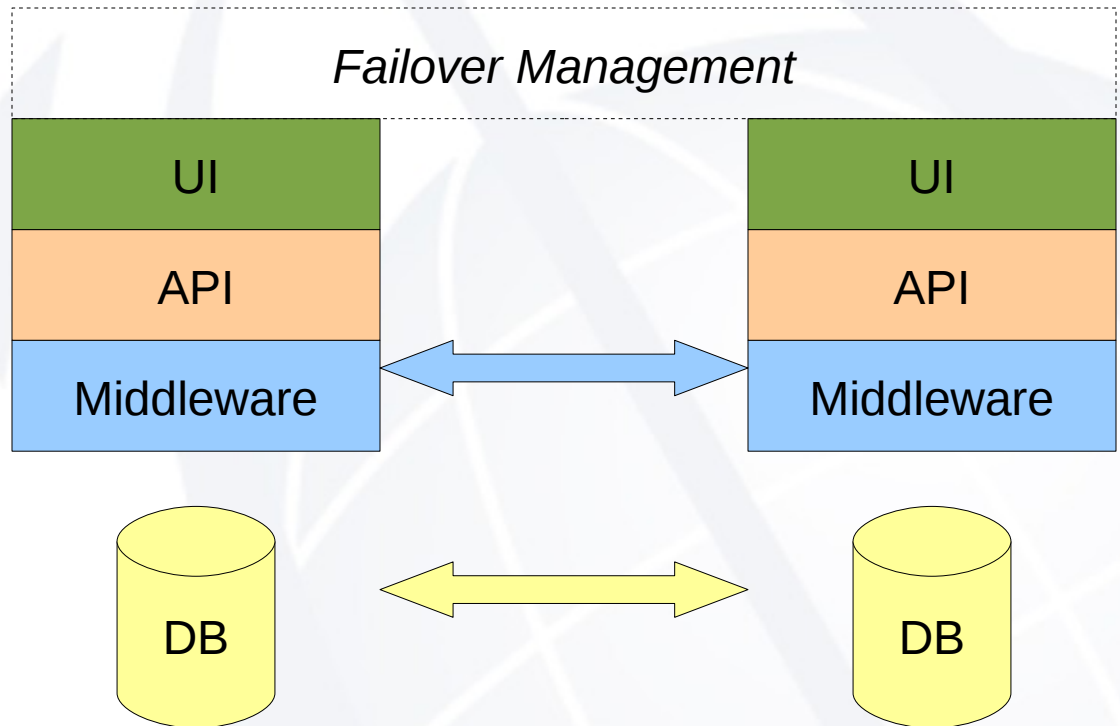 Failover Management
UI
UI
API
API
Middleware
Middleware
DB
DB